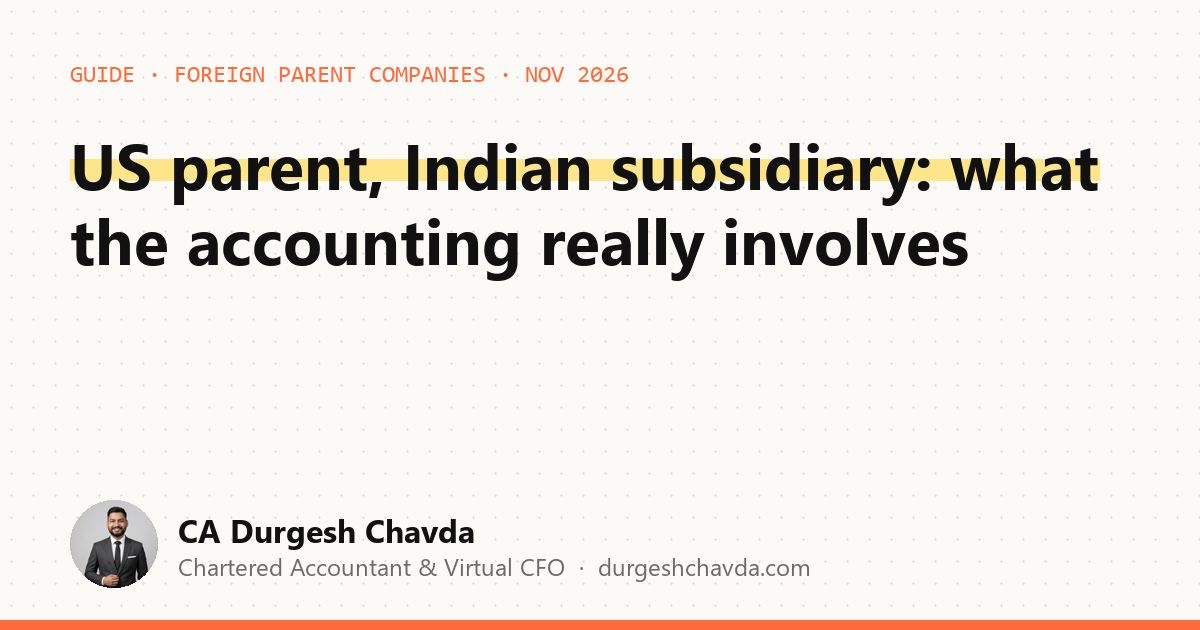 GUIDE · FOREIGN PARENT COMPANIES · NOV 2026
US parent, Indian subsidiary: what
the accounting really involves
CA Durgesh Chavda
Chartered Accountant & Virtual CFO · durgeshchavda.com